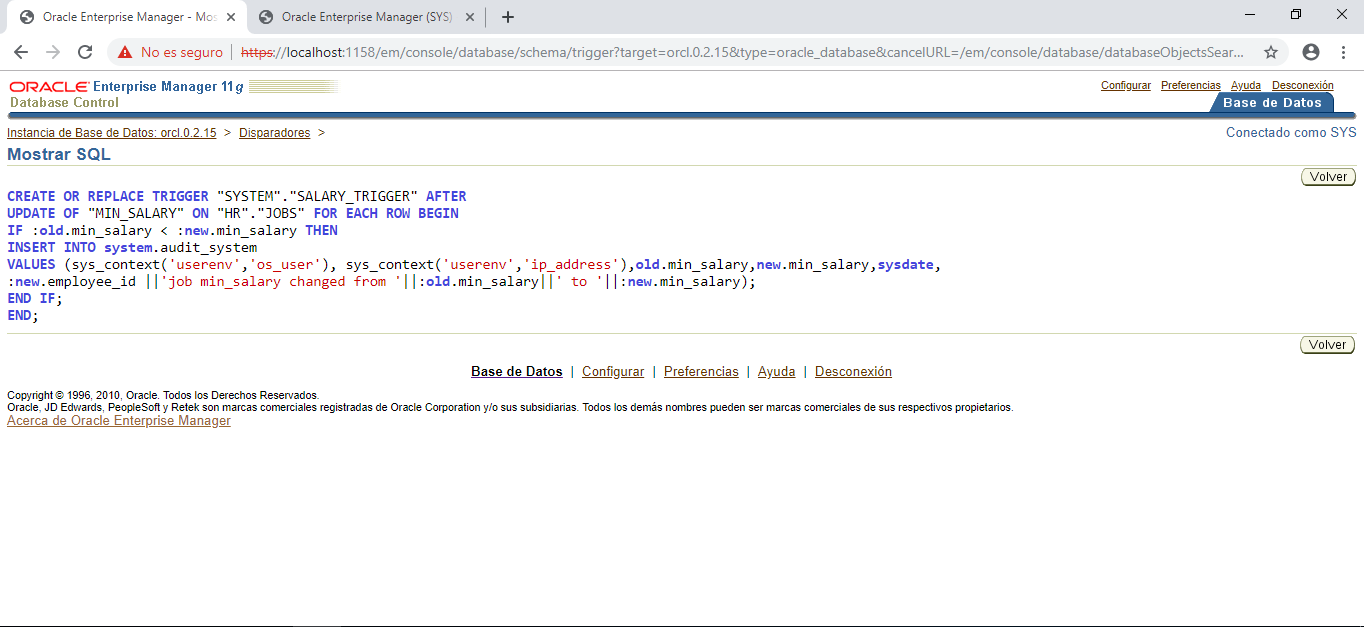 Oracle Enterprise Manager - Mos
Oracle Enterprise Manager (SYS)
No es seguro
https://localhost:1158/em/console/database/schema/trigger?target=orcl.0.2.15&type=oracle_database&cancelURL=/em/console/database/databaseObjectsSear...
ORACLE Enterprise Manager 11g
Database Control
Configurar Preferencias Ayuda Desconexión
Base de Datos
Instancia de Base de Datos: orcl.0.2.15 > Disparadores >
Conectado como SYS
Mostrar SQL
Volver
CREATE OR REPLACE TRIGGER "SYSTEM"."SALARY_TRIGGER" AFTER
UPDATE OF "MIN_SALARY" ON "HR"."JOBS" FOR EACH ROW BEGIN
IF :old.min_salary < :new.min_salary THEN
INSERT INTO system.audit_system
VALUES (sys_context('userenv','os_user'), sys_context('userenv','ip_address'),old.min_salary,new.min_salary,sysdate,
:new.employee_id ||'job min_salary changed from '||:old.min_salary||' to '||:new.min_salary);
END IF;
END;
Volver
Base de Datos | Configurar | Preferencias | Ayuda | Desconexión
Copyright © 1996, 2010, Oracle. Todos los Derechos Reservados.
Oracle, JD Edwards, PeopleSoft y Retek son marcas comerciales registradas de Oracle Corporation y/o sus subsidiarias. Todos los demás nombres pueden ser marcas comerciales de sus respectivos propietarios.
Acerca de Oracle Enterprise Manager